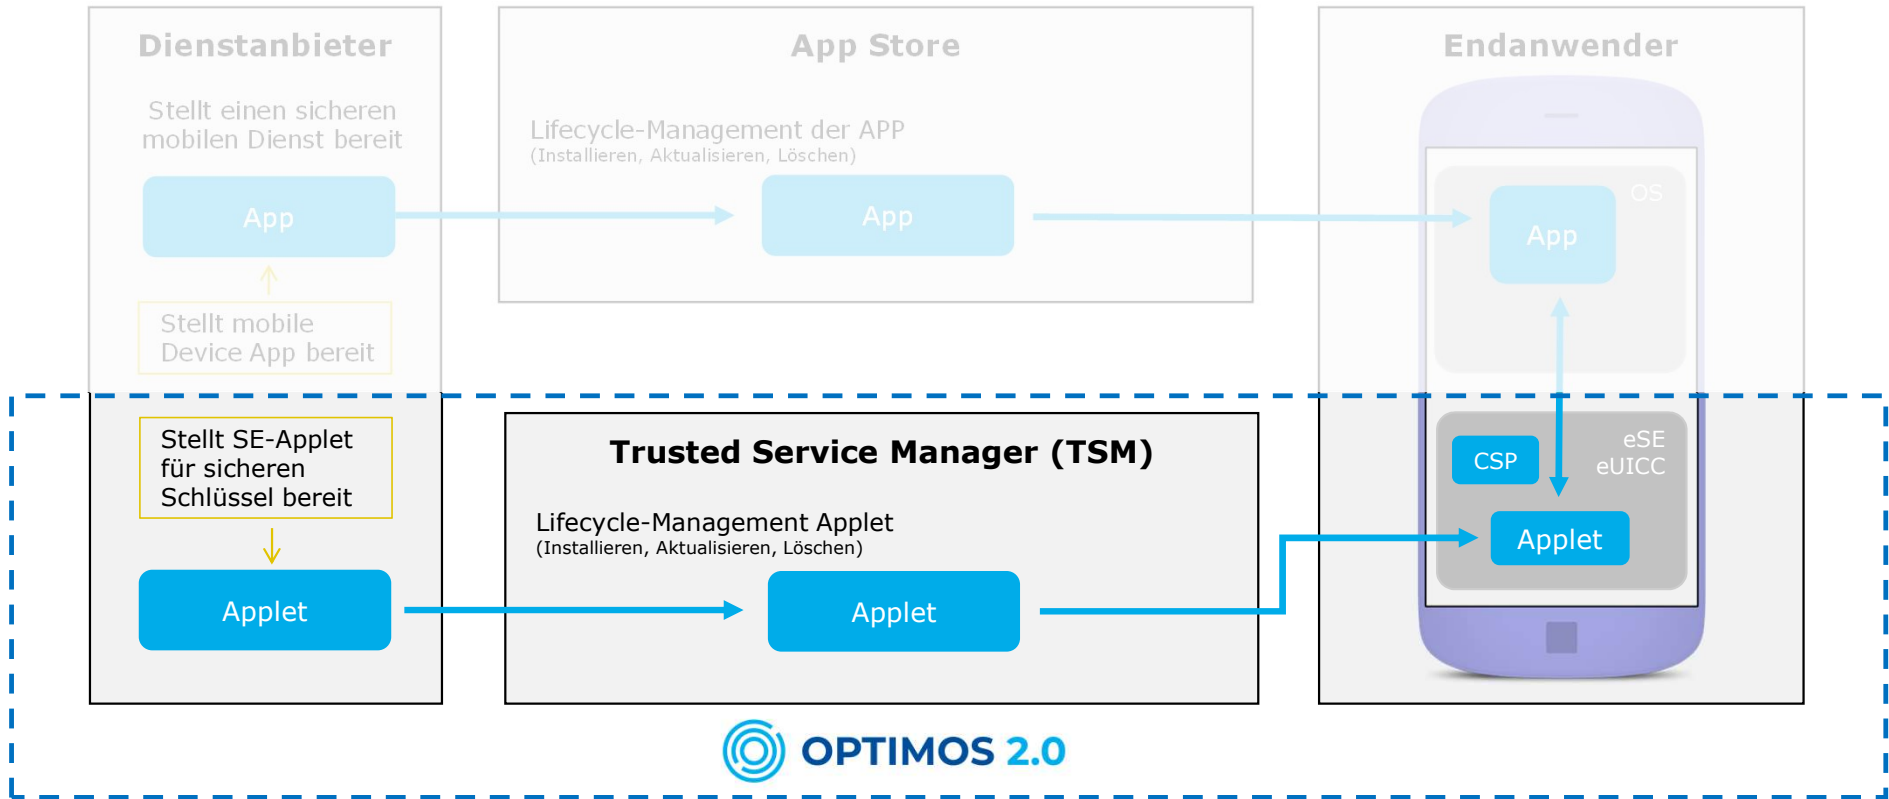 Dienstanbieter
Stellt einen sicheren
mobilen Dienst bereit
App
Stellt mobile
Device App bereit
App Store
Lifecycle-Management der APP
(Installieren, Aktualisieren, Löschen)
App
Endanwender
OS
App
Stellt SE-Applet
für sicheren
Schlüssel bereit
Applet
Trusted Service Manager (TSM)
Lifecycle-Management Applet
(Installieren, Aktualisieren, Löschen)
Applet
CSP
eSE
eUICC
Applet
OPTIMOS 2.0